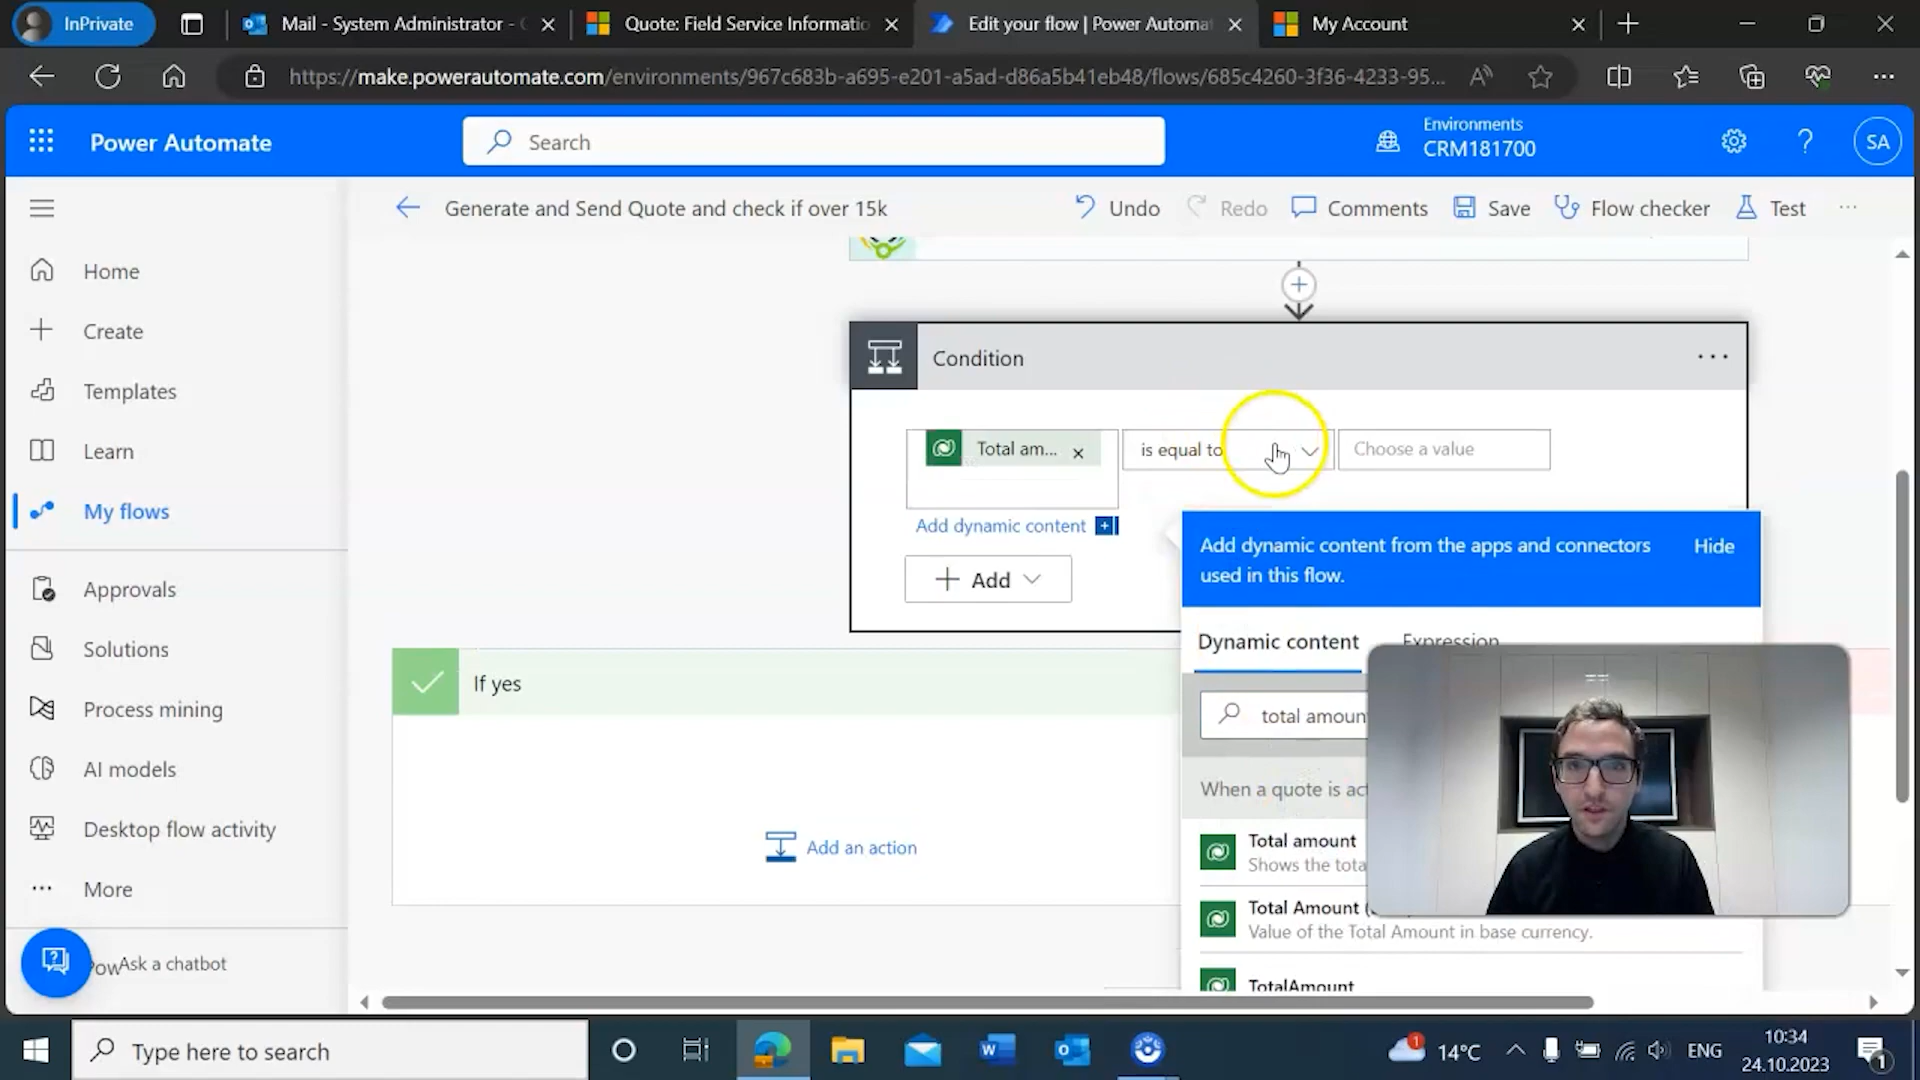 InPrivate
Mail - System Administrator -
Quote: Field Service Informatio
Edit your flow | Power Automat
My Account
https://make.powerautomate.com/environments/967c683b-a695-e201-a5ad-d86a5b41eb48/flows/685c4260-3f36-4233-95...
Power Automate
Search
Environments
CRM181700
SA
Generate and Send Quote and check if over 15k
Undo
Redo
Comments
Save
Flow checker
Test
Home
Create
Templates
Learn
My flows
Approvals
Solutions
Process mining
AI models
Desktop flow activity
More
Pow
Ask a chatbot
Condition
Total am...
is equal to
Choose a value
Add dynamic content
Add
Add dynamic content from the apps and connectors
used in this flow.
Hide
Dynamic content
Expression
total amoun
When a quote is ac
Total amount
Shows the tota
Total Amount (
Value of the Total Amount in base currency.
TotalAmount
If yes
Add an action
Type here to search
1
14°C
ENG
10:34
24.10.2023
1